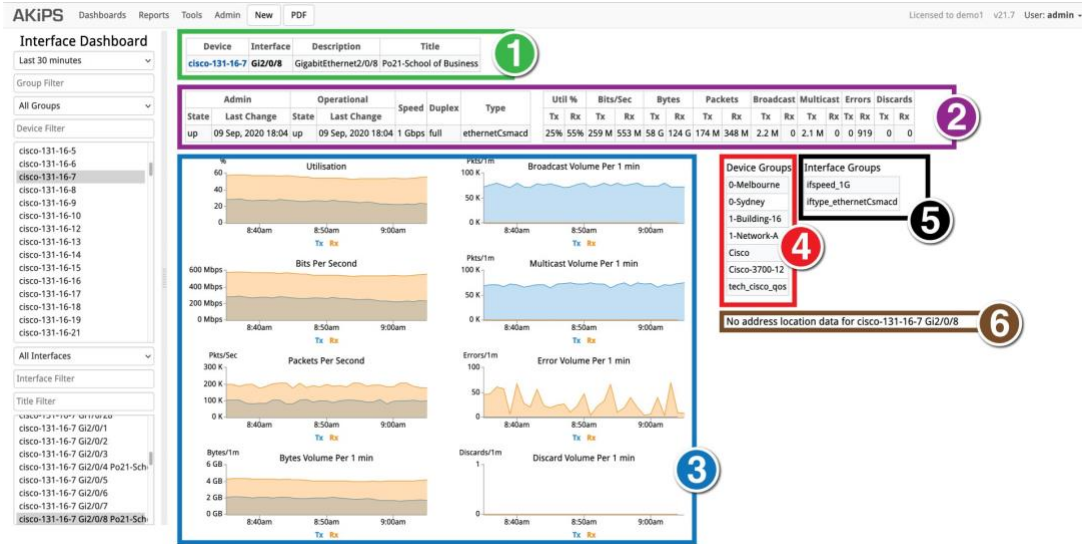 AKiPS Dashboards Reports Tools Admin New PDF Licensed to demo1 v21.7 User: admin
Interface Dashboard
Last 30 minutes
Group Filter
All Groups
Device Filter
cisco-131-16-5
cisco-131-16-6
cisco-131-16-7
cisco-131-16-8
cisco-131-16-9
cisco-131-16-10
cisco-131-16-12
cisco-131-16-13
cisco-131-16-14
cisco-131-16-15
cisco-131-16-16
cisco-131-16-17
cisco-131-16-18
cisco-131-16-19
cisco-131-16-21
All Interfaces
Interface Filter
Title Filter
cisco-131-16-7 Gi2/0/1
cisco-131-16-7 Gi2/0/2
cisco-131-16-7 Gi2/0/3
cisco-131-16-7 Gi2/0/4 Po21-Sch
cisco-131-16-7 Gi2/0/5
cisco-131-16-7 Gi2/0/6
cisco-131-16-7 Gi2/0/7
cisco-131-16-7 Gi2/0/8 Po21-Sch
Device Interface Description Title
cisco-131-16-7 Gi2/0/8 GigabitEthernet2/0/8 Po21-School of Business
1
Admin Operational Speed Duplex Type Util % Bits/Sec Bytes Packets Broadcast Multicast Errors Discards
State Last Change State Last Change Tx Rx Tx Rx Tx Rx Tx Rx Tx Rx Tx Rx Tx Rx Tx Rx
up 09 Sep, 2020 18:04 up 09 Sep, 2020 18:04 1 Gbps full ethernetCsmacd 25% 55% 259 M 553 M 58 G 124 G 174 M 348 M 2.2 M 0 2.1 M 0 0 919 0 0
2
% Utilisation
60
40
20
0
8:40am 8:50am 9:00am
Tx Rx
Pkts/1m Broadcast Volume Per 1 min
100 K
50 K
0 K
8:40am 8:50am 9:00am
Tx Rx
Bits Per Second
600 Mbps
400 Mbps
200 Mbps
0 Mbps
8:40am 8:50am 9:00am
Tx Rx
Pkts/1m Multicast Volume Per 1 min
100 K
50 K
0 K
8:40am 8:50am 9:00am
Tx Rx
Pkts/Sec Packets Per Second
300 K
200 K
100 K
0 K
8:40am 8:50am 9:00am
Tx Rx
Errors/1m Error Volume Per 1 min
100
50
0
8:40am 8:50am 9:00am
Tx Rx
Bytes/1m Bytes Volume Per 1 min
6 GB
4 GB
2 GB
0 GB
8:40am 8:50am 9:00am
Tx Rx
Discards/1m Discard Volume Per 1 min
1
0
8:40am 8:50am 9:00am
Tx Rx
3
Device Groups
0-Melbourne
0-Sydney
1-Building-16
1-Network-A
Cisco
Cisco-3700-12
tech_cisco_qos
4
Interface Groups
ifspeed_1G
iftype_ethernetCsmacd
5
No address location data for cisco-131-16-7 Gi2/0/8
6